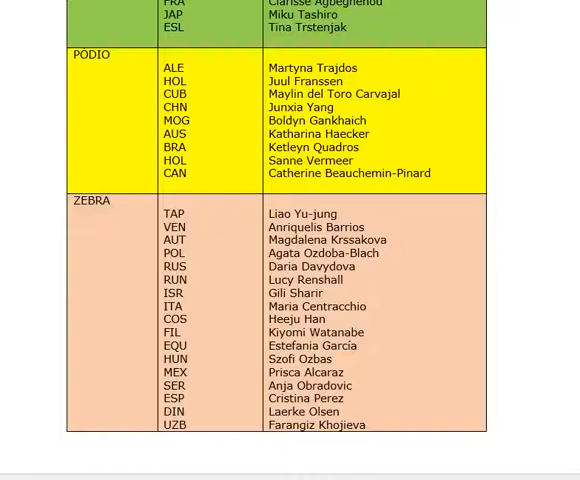 FRA Clarisse Agbegnenou
JAP Miku Tashiro
ESL Tina Trstenjak
PÓDIO
ALE Martyna Trajdos
HOL Juul Franssen
CUB Maylin del Toro Carvajal
CHN Junxia Yang
MOG Boldyn Gankhaich
AUS Katharina Haecker
BRA Ketleyn Quadros
HOL Sanne Vermeer
CAN Catherine Beauchemin-Pinard
ZEBRA
TAP Liao Yu-jung
VEN Anriquelis Barrios
AUT Magdalena Krssakova
POL Agata Ozdoba-Blach
RUS Daria Davydova
RUN Lucy Renshall
ISR Gili Sharir
ITA Maria Centracchio
COS Heeju Han
FIL Kiyomi Watanabe
EQU Estefania García
HUN Szofi Ozbas
MEX Prisca Alcaraz
SER Anja Obradovic
ESP Cristina Perez
DIN Laerke Olsen
UZB Farangiz Khojieva